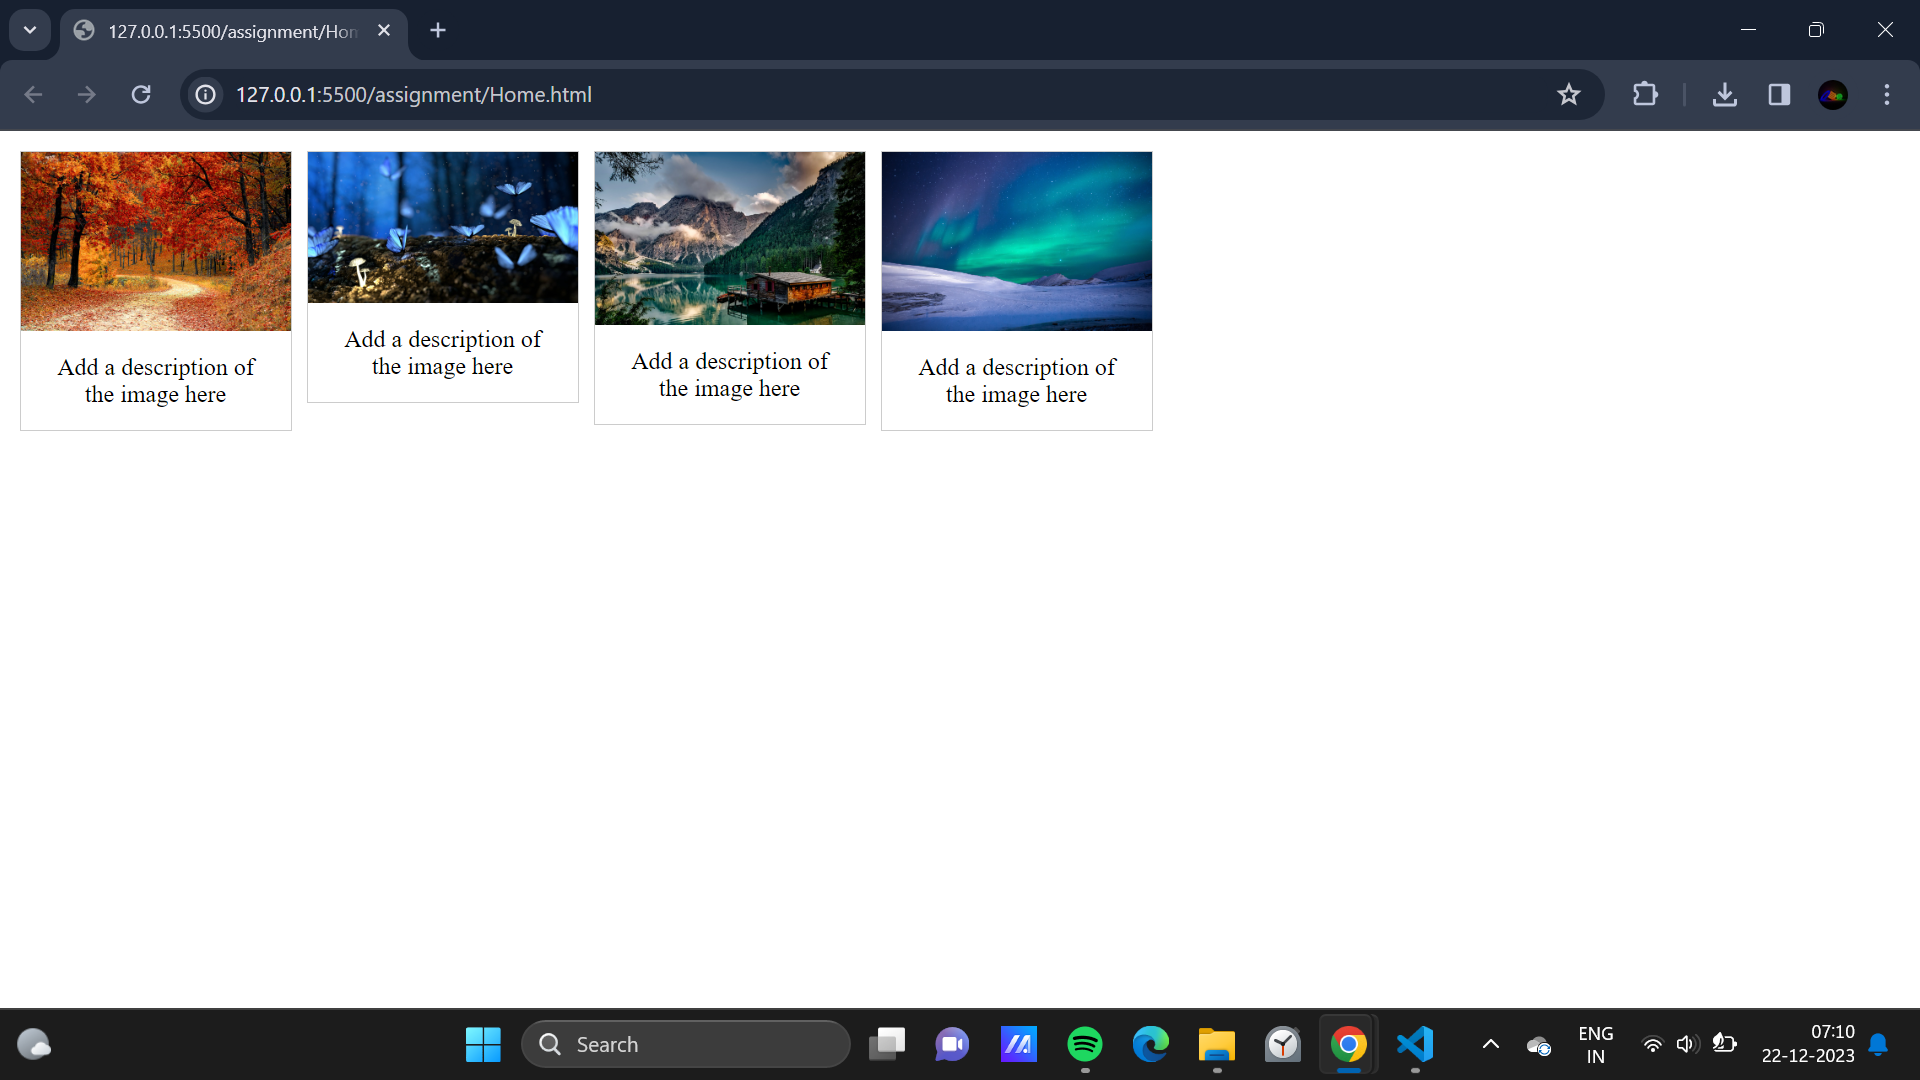 127.0.0.1:5500/assignment/Hom
127.0.0.1:5500/assignment/Home.html
Add a description of
the image here
Add a description of
the image here
Add a description of
the image here
Add a description of
the image here
Search
ENG
IN
07:10
22-12-2023